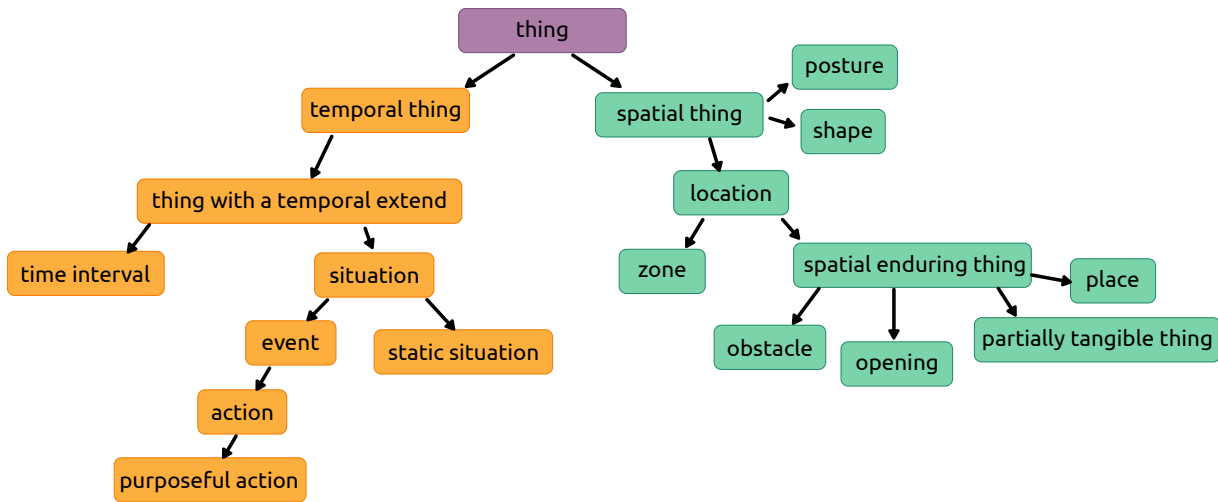 thing
posture
temporal thing
spatial thing
shape
thing with a temporal extend
location
time interval
situation
zone
spatial enduring thing
place
event
static situation
obstacle
opening
partially tangible thing
action
purposeful action